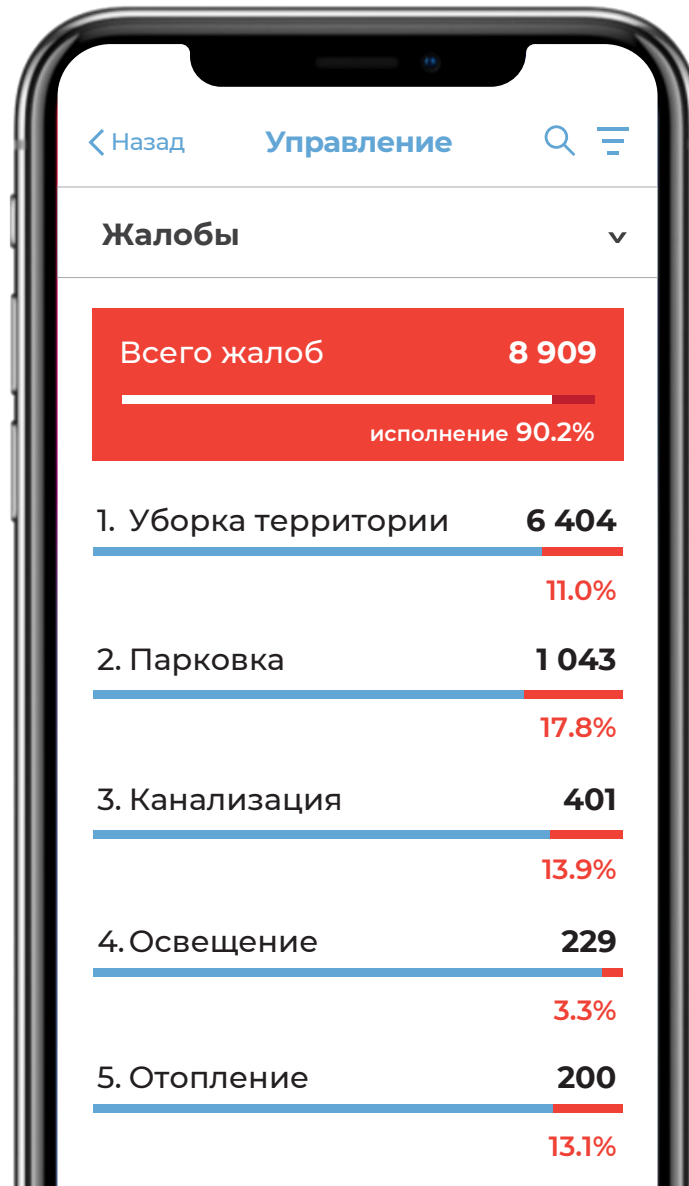 Назад Управление
Жалобы
Всего жалоб 8 909
исполнение 90.2%
1. Уборка территории 6 404
11.0%
2. Парковка 1 043
17.8%
3. Канализация 401
13.9%
4. Освещение 229
3.3%
5. Отопление 200
13.1%